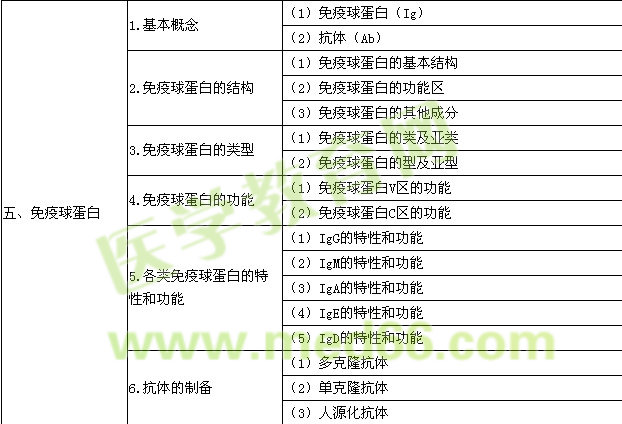 五、免疫球蛋白
1.基本概念
(1) 免疫球蛋白 (Ig)
(2) 抗体 (Ab)
2.免疫球蛋白的结构
(1) 免疫球蛋白的基本结构
(2) 免疫球蛋白的功能区
(3) 免疫球蛋白的其他成分
3.免疫球蛋白的类型
(1) 免疫球蛋白的类及亚类
(2) 免疫球蛋白的型及亚型
4.免疫球蛋白的功能
(1) 免疫球蛋白V区的功能
(2) 免疫球蛋白C区的功能
5.各类免疫球蛋白的特
性和功能
(1) IgG的特性和功能
(2) IgM的特性和功能
(3) IgA的特性和功能
(4) IgE的特性和功能
(5) IgD的特性和功能
6.抗体的制备
(1) 多克隆抗体
(2) 单克隆抗体
(3) 人源化抗体
医学教育网
www.med66.com